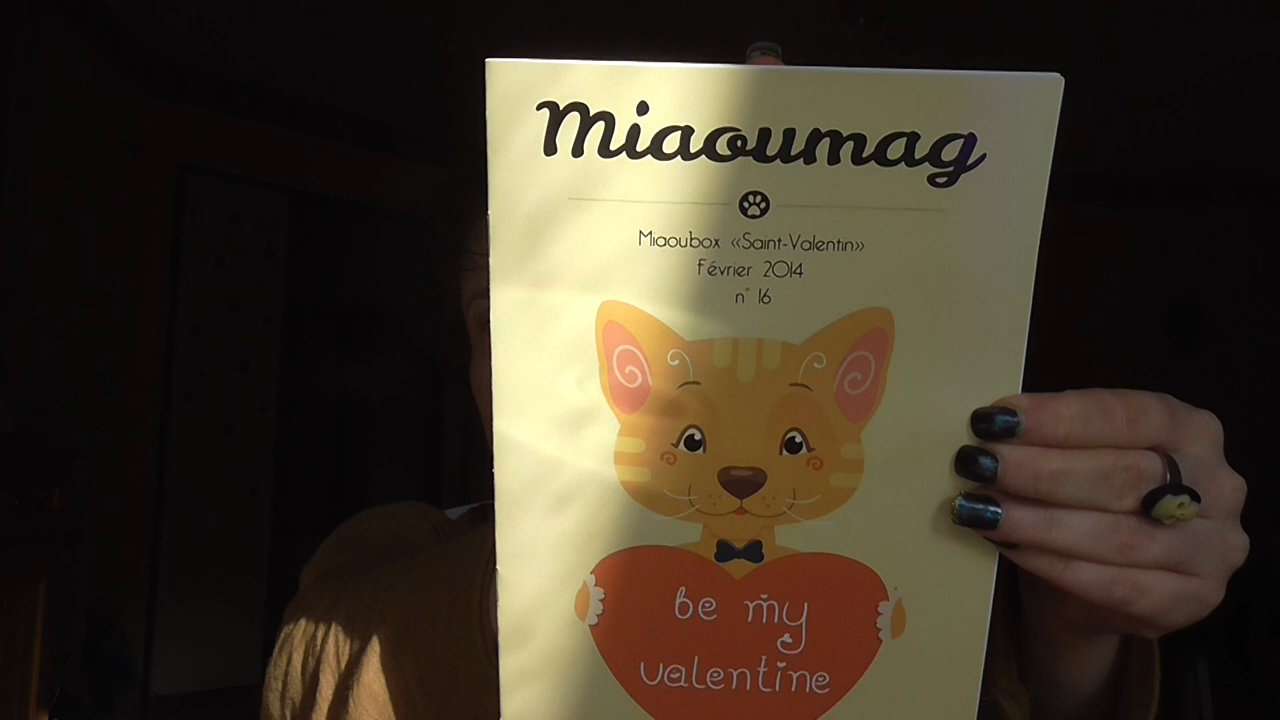 Miaoumag
Miaoubox «Saint-Valentin»
Février 2014
n° 16
be my
valentine